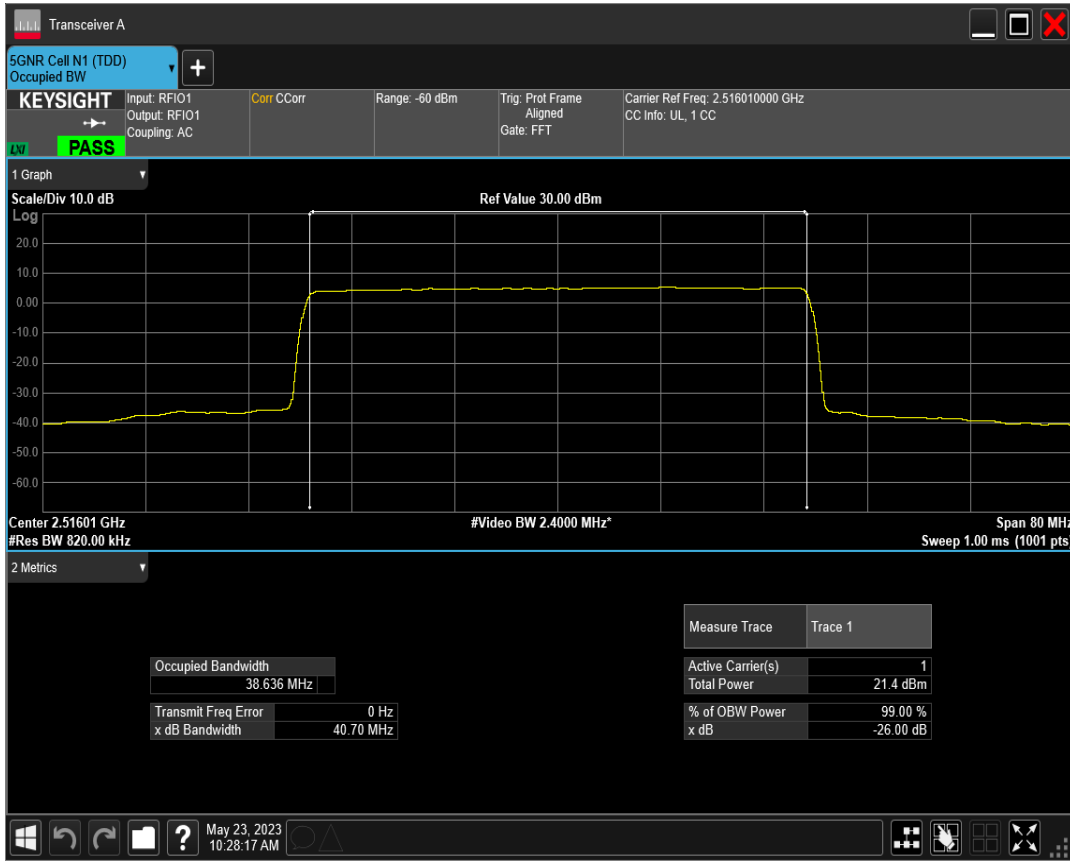 Transceiver A
5GNR Cell N1 (TDD)
Occupied BW
KEYSIGHT
LXI
PASS
Input: RFIO1
Output: RFIO1
Coupling: AC
Corr CCorr
Range: -60 dBm
Trig: Prot Frame
Aligned
Gate: FFT
Carrier Ref Freq: 2.516010000 GHz
CC Info: UL, 1 CC
1 Graph
Scale/Div 10.0 dB
Ref Value 30.00 dBm
Log
20.0
10.0
0.00
-10.0
-20.0
-30.0
-40.0
-50.0
-60.0
Center 2.51601 GHz
#Video BW 2.4000 MHz*
Span 80 MHz
#Res BW 820.00 kHz
Sweep 1.00 ms (1001 pts)
2 Metrics
Measure Trace Trace 1
Occupied Bandwidth
38.636 MHz
Active Carrier(s) 1
Total Power 21.4 dBm
Transmit Freq Error 0 Hz
x dB Bandwidth 40.70 MHz
% of OBW Power 99.00 %
x dB -26.00 dB
?
May 23, 2023
10:28:17 AM